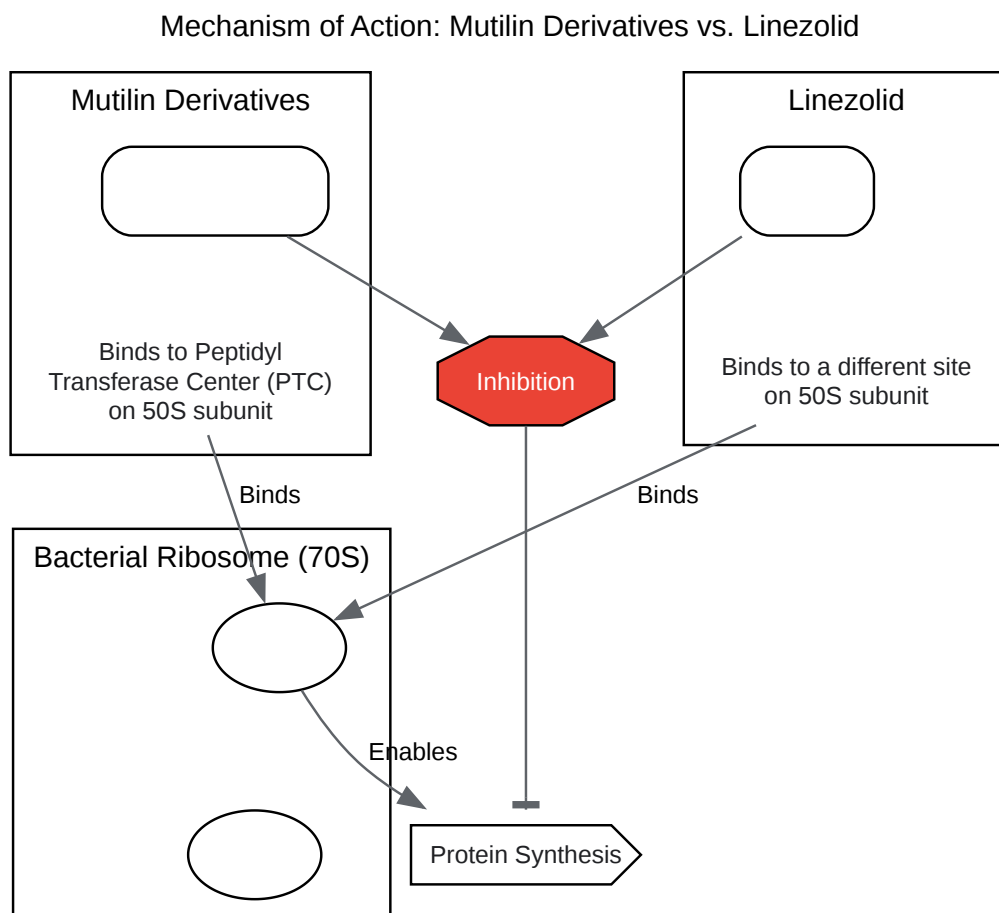 Mechanism of Action: Mutilin Derivatives vs. Linezolid
Mutilin Derivatives
Linezolid
Inhibition
Binds to Peptidyl
Transferase Center (PTC)
on 50S subunit
Binds to a different site
on 50S subunit
Binds
Binds
Bacterial Ribosome (70S)
Enables
Protein Synthesis